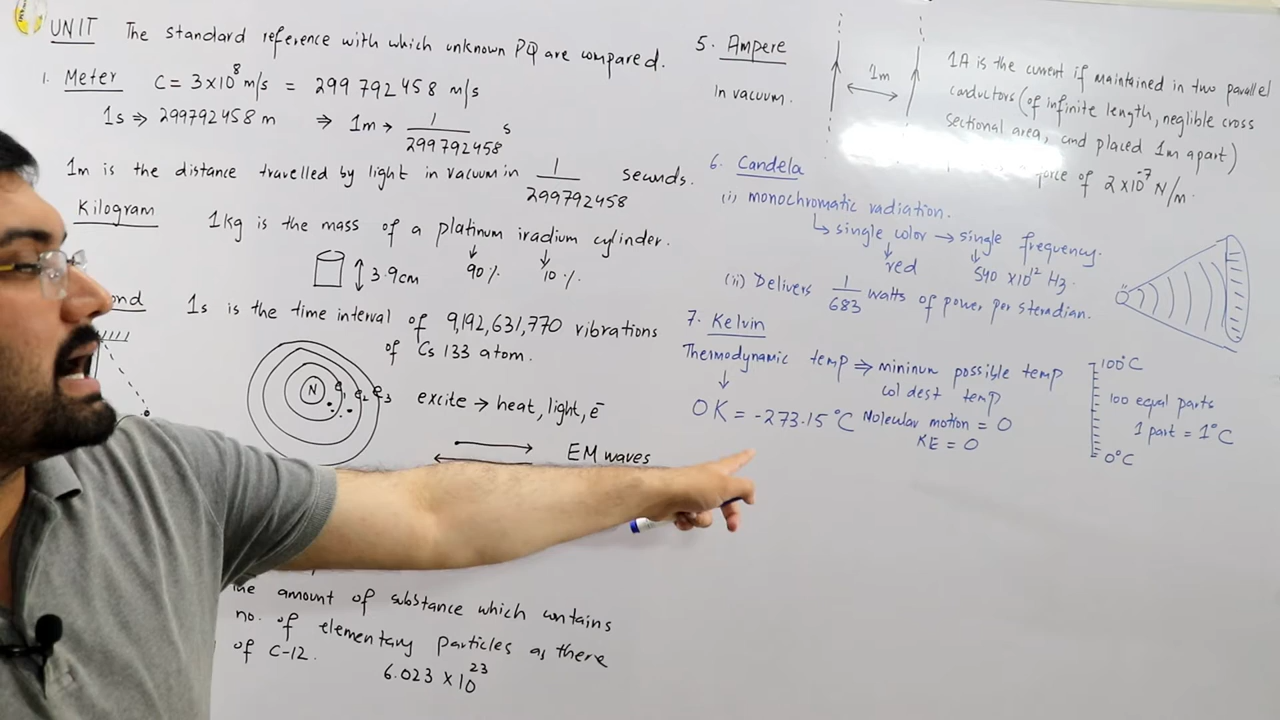 UNIT The standard reference with which unknown PQ are compared.
1. Meter C = 3×10⁸ m/s = 299 792 458 m/s
1s ⇒ 299792458 m ⇒ 1m → 1/299792458 s
1m is the distance travelled by light in vacuum in 1/299792458 seconds.
Kilogram 1kg is the mass of a platinum iradium cylinder.
3.9cm 90% 10%
ond 1s is the time interval of 9,192,631,770 vibrations
of Cs 133 atom.
N e₁ e₂ e₃ excite → heat, light, ē
EM waves
the amount of substance which contains
no. of elementary particles as there
of C-12.
6.023 × 10²³
5. Ampere
In vacuum.
1m
1A is the current if maintained in two parallel
conductors (of infinite length, neglible cross
sectional area, and placed 1m apart)
force of 2×10⁻⁷ N/m.
6. Candela
(i) monochromatic radiation.
↳ single color → single frequency.
red 540 ×10¹² Hz.
(ii) Delivers 1/683 watts of power per steradian.
7. Kelvin
Thermodynamic temp ⇒ mininum possible temp
coldest temp
0K = -273.15°C Molecular motion = 0
KE = 0
100°C
100 equal parts
1 part = 1°C
0°C